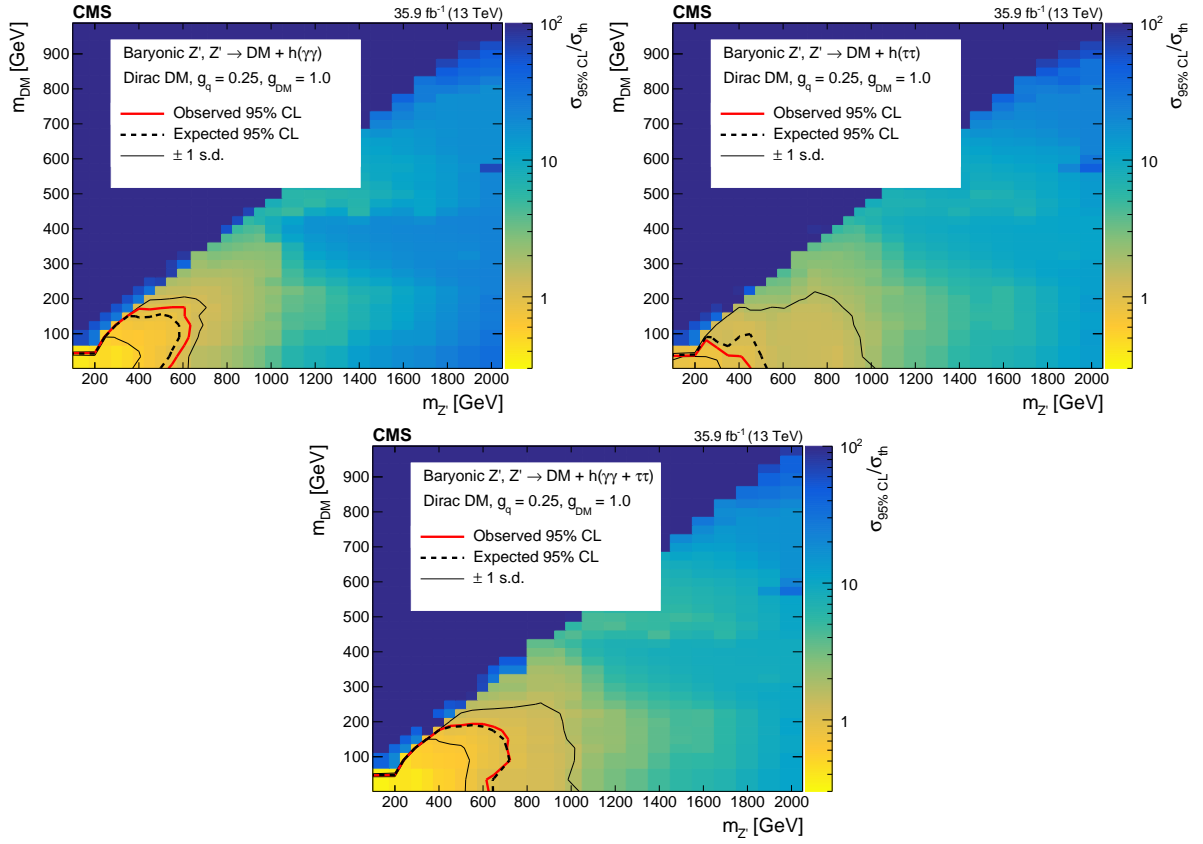 CMS 35.9 fb⁻¹ (13 TeV)
Baryonic Z', Z' → DM + h(γγ)
Dirac DM, g_q = 0.25, g_DM = 1.0
Observed 95% CL
Expected 95% CL
± 1 s.d.
m_DM [GeV]
900
800
700
600
500
400
300
200
100
200 400 600 800 1000 1200 1400 1600 1800 2000
m_Z' [GeV]
10²
10
1
σ_95% CL/σ_th
CMS 35.9 fb⁻¹ (13 TeV)
Baryonic Z', Z' → DM + h(ττ)
Dirac DM, g_q = 0.25, g_DM = 1.0
Observed 95% CL
Expected 95% CL
± 1 s.d.
m_DM [GeV]
900
800
700
600
500
400
300
200
100
200 400 600 800 1000 1200 1400 1600 1800 2000
m_Z' [GeV]
10²
10
1
σ_95% CL/σ_th
CMS 35.9 fb⁻¹ (13 TeV)
Baryonic Z', Z' → DM + h(γγ + ττ)
Dirac DM, g_q = 0.25, g_DM = 1.0
Observed 95% CL
Expected 95% CL
± 1 s.d.
m_DM [GeV]
900
800
700
600
500
400
300
200
100
200 400 600 800 1000 1200 1400 1600 1800 2000
m_Z' [GeV]
10²
10
1
σ_95% CL/σ_th